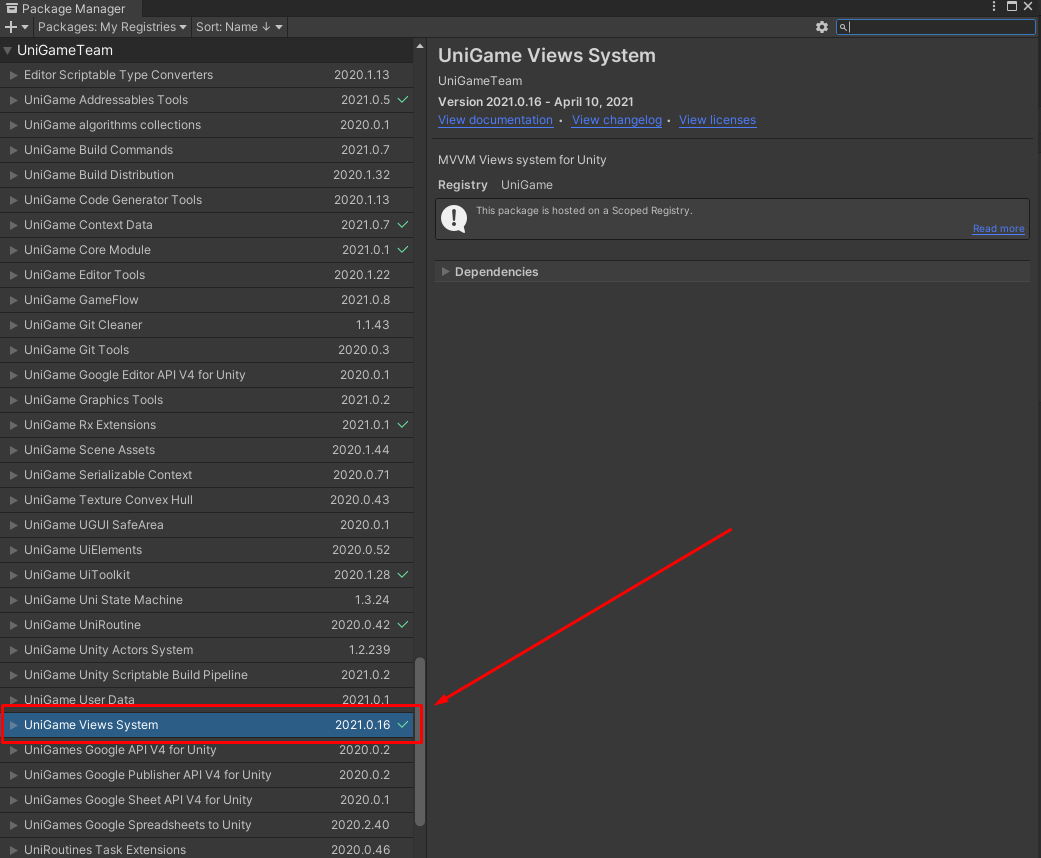 Package Manager
Packages: My Registries Sort: Name ↓
UniGameTeam
Editor Scriptable Type Converters 2020.1.13
UniGame Addressables Tools 2021.0.5
UniGame algorithms collections 2020.0.1
UniGame Build Commands 2021.0.7
UniGame Build Distribution 2020.1.32
UniGame Code Generator Tools 2020.1.13
UniGame Context Data 2021.0.7
UniGame Core Module 2021.0.1
UniGame Editor Tools 2020.1.22
UniGame GameFlow 2021.0.8
UniGame Git Cleaner 1.1.43
UniGame Git Tools 2020.0.3
UniGame Google Editor API V4 for Unity 2020.0.1
UniGame Graphics Tools 2021.0.2
UniGame Rx Extensions 2021.0.1
UniGame Scene Assets 2020.1.44
UniGame Serializable Context 2020.0.71
UniGame Texture Convex Hull 2020.0.43
UniGame UGUI SafeArea 2020.0.1
UniGame UiElements 2020.0.52
UniGame UiToolkit 2020.1.28
UniGame Uni State Machine 1.3.24
UniGame UniRoutine 2020.0.42
UniGame Unity Actors System 1.2.239
UniGame Unity Scriptable Build Pipeline 2021.0.2
UniGame User Data 2021.0.1
UniGame Views System 2021.0.16
UniGames Google API V4 for Unity 2020.0.2
UniGames Google Publisher API V4 for Unity 2020.0.2
UniGames Google Sheet API V4 for Unity 2020.0.1
UniGames Google Spreadsheets to Unity 2020.2.40
UniRoutines Task Extensions 2020.0.46
UniGame Views System
UniGameTeam
Version 2021.0.16 - April 10, 2021
View documentation • View changelog • View licenses
MVVM Views system for Unity
Registry UniGame
This package is hosted on a Scoped Registry.
Read more
Dependencies